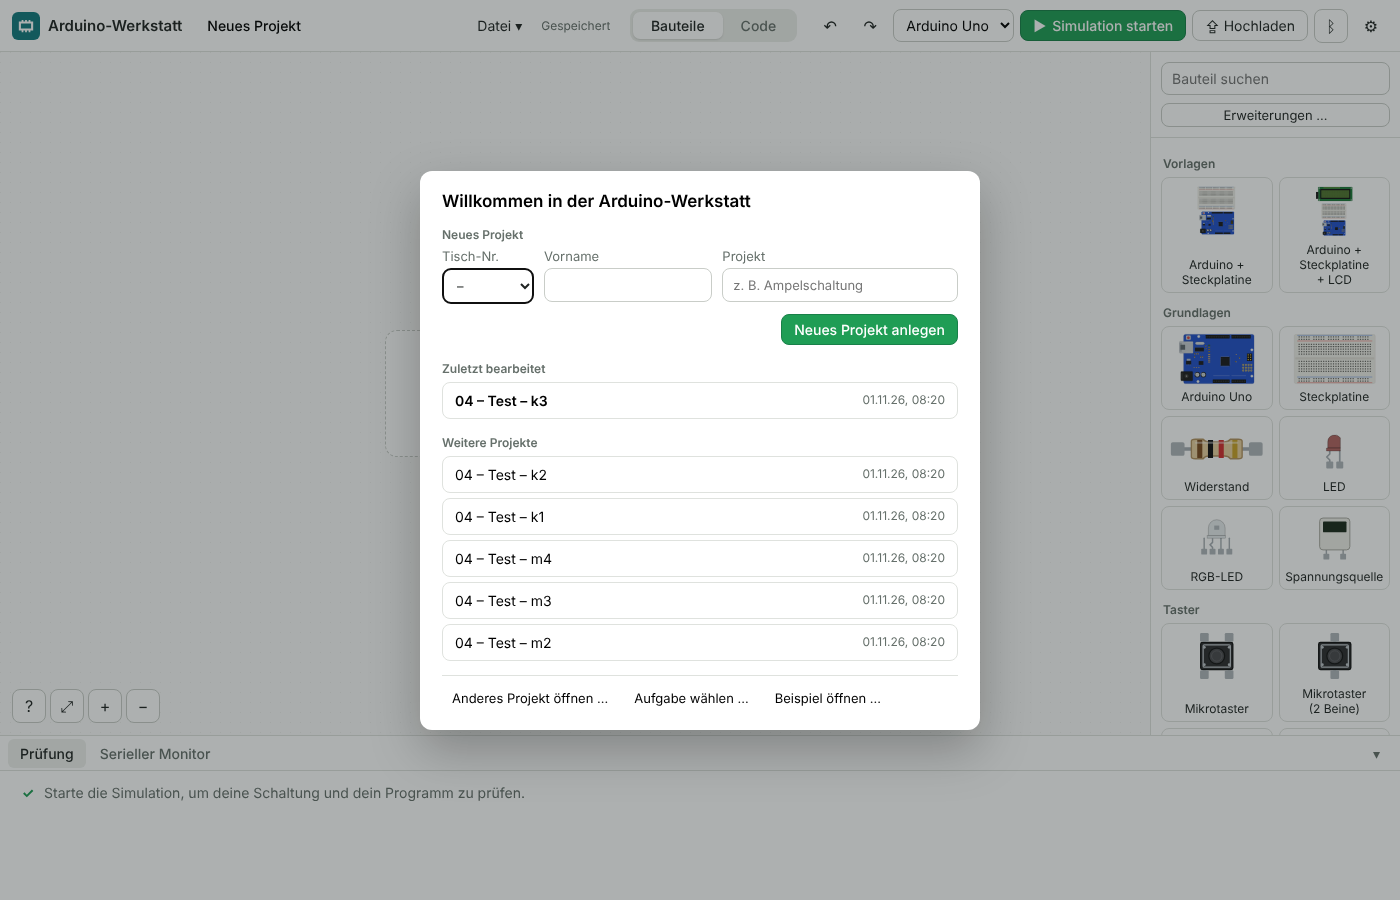 Arduino-Werkstatt
Neues Projekt
Datei ▾
Gespeichert
Bauteile
Code
Arduino Uno
Simulation starten
Hochladen
Bauteil suchen
Erweiterungen ...
Vorlagen
Arduino +
Steckplatine
Arduino +
Steckplatine
+ LCD
Grundlagen
Arduino Uno
Steckplatine
Widerstand
LED
RGB-LED
Spannungsquelle
Taster
Mikrotaster
Mikrotaster
(2 Beine)
Willkommen in der Arduino-Werkstatt
Neues Projekt
Tisch-Nr.
Vorname
Projekt
–
z. B. Ampelschaltung
Neues Projekt anlegen
Zuletzt bearbeitet
04 – Test – k3
01.11.26, 08:20
Weitere Projekte
04 – Test – k2
01.11.26, 08:20
04 – Test – k1
01.11.26, 08:20
04 – Test – m4
01.11.26, 08:20
04 – Test – m3
01.11.26, 08:20
04 – Test – m2
01.11.26, 08:20
Anderes Projekt öffnen ...
Aufgabe wählen ...
Beispiel öffnen ...
?
+
−
Prüfung
Serieller Monitor
Starte die Simulation, um deine Schaltung und dein Programm zu prüfen.